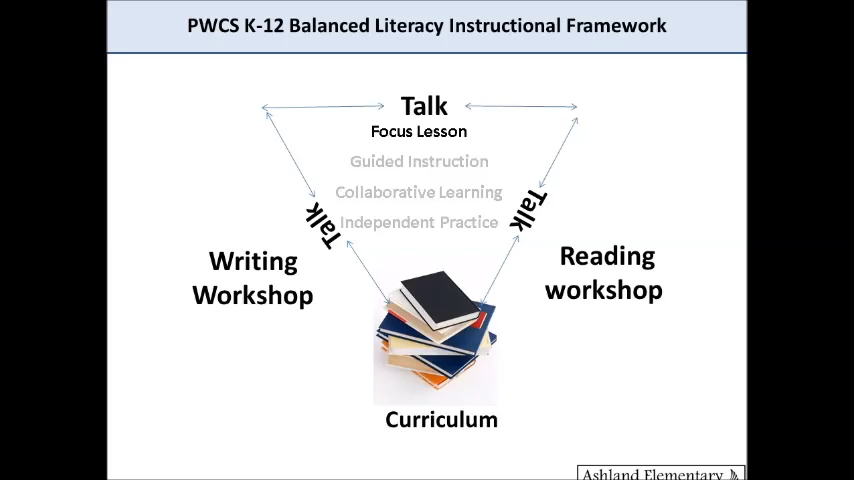 PWCS K-12 Balanced Literacy Instructional Framework
Talk
Focus Lesson
Guided Instruction
Collaborative Learning
Independent Practice
Talk
Talk
Writing
Workshop
Reading
workshop
Curriculum
Ashland Elementary